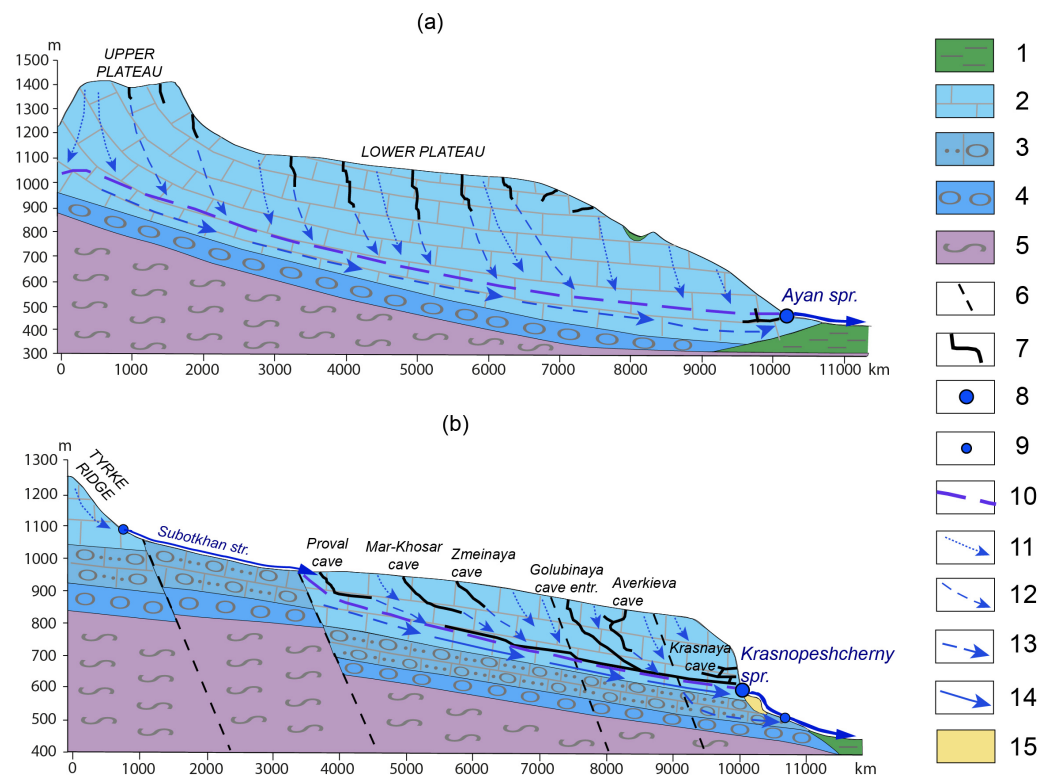 (a)
m
1500
1400
1300
1200
1100
1000
900
800
700
600
500
400
300
UPPER
PLATEAU
LOWER PLATEAU
Ayan spr.
0 1000 2000 3000 4000 5000 6000 7000 8000 9000 10000 11000 km
(b)
m
1300
1200
1100
1000
900
800
700
600
500
400
TYRKE
RIDGE
Subotkhan str.
Proval
cave
Mar-Khosar
cave
Zmeinaya
cave
Golubinaya
cave entr.
Averkieva
cave
Krasnaya
cave
Krasnopeshcherny
spr.
0 1000 2000 3000 4000 5000 6000 7000 8000 9000 10000 11000 km
1
2
3
4
5
6
7
8
9
10
11
12
13
14
15